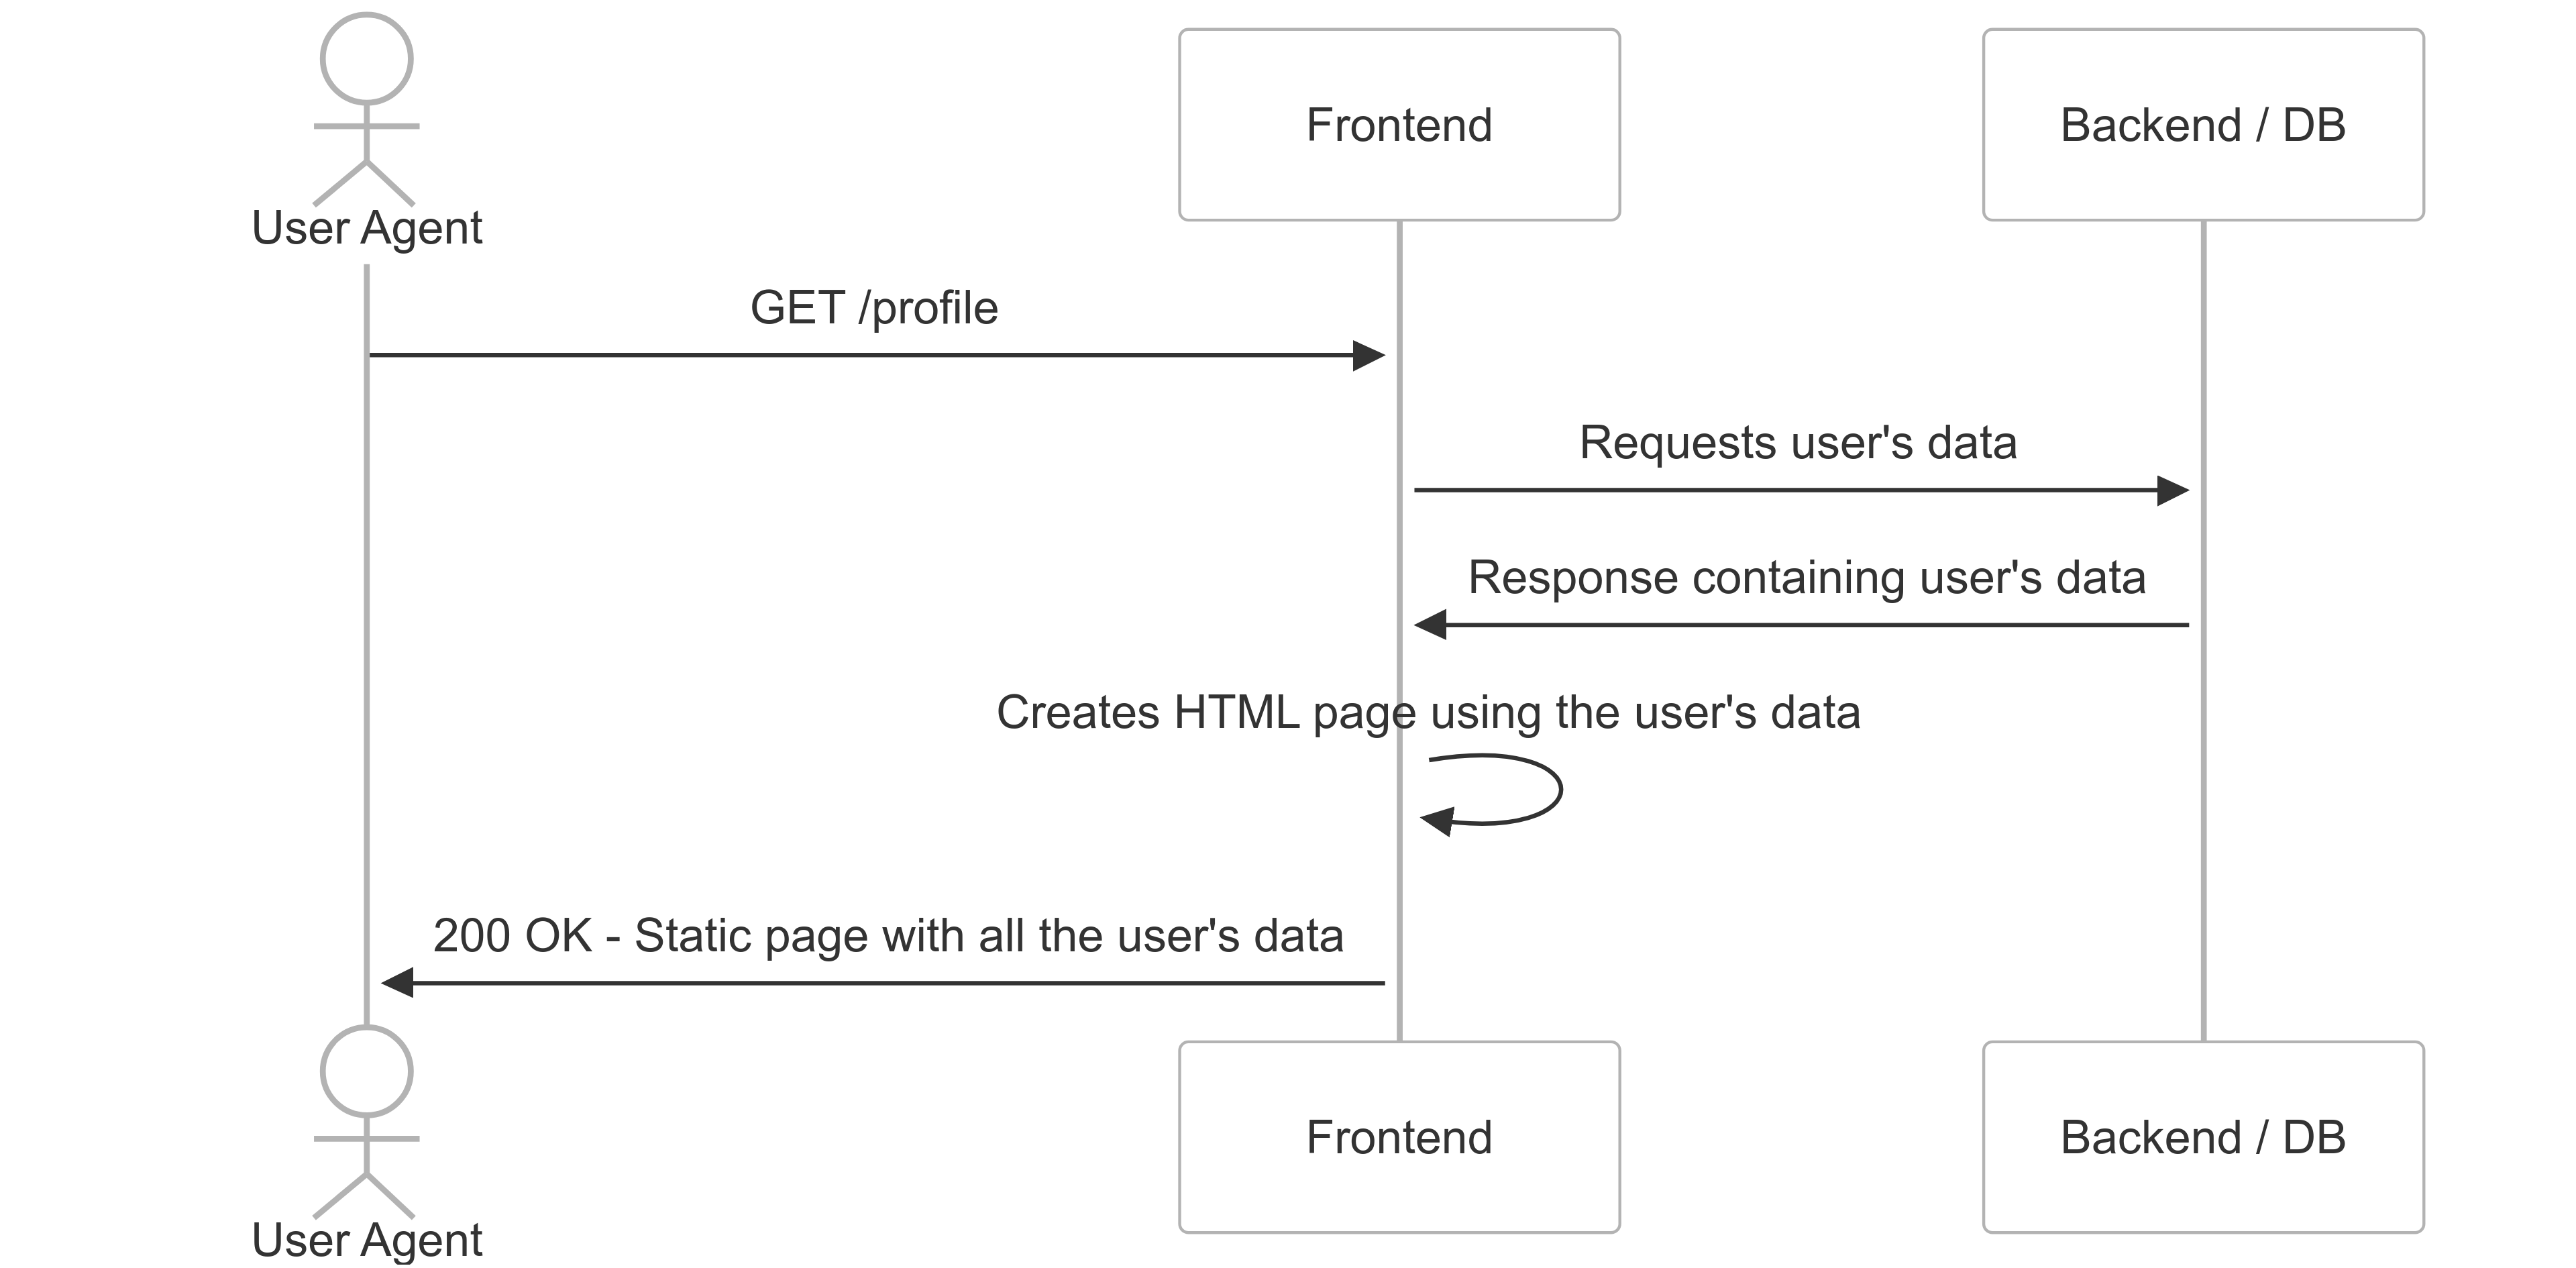 User Agent
Frontend
Backend / DB
GET /profile
Requests user's data
Response containing user's data
Creates HTML page using the user's data
200 OK - Static page with all the user's data
User Agent
Frontend
Backend / DB